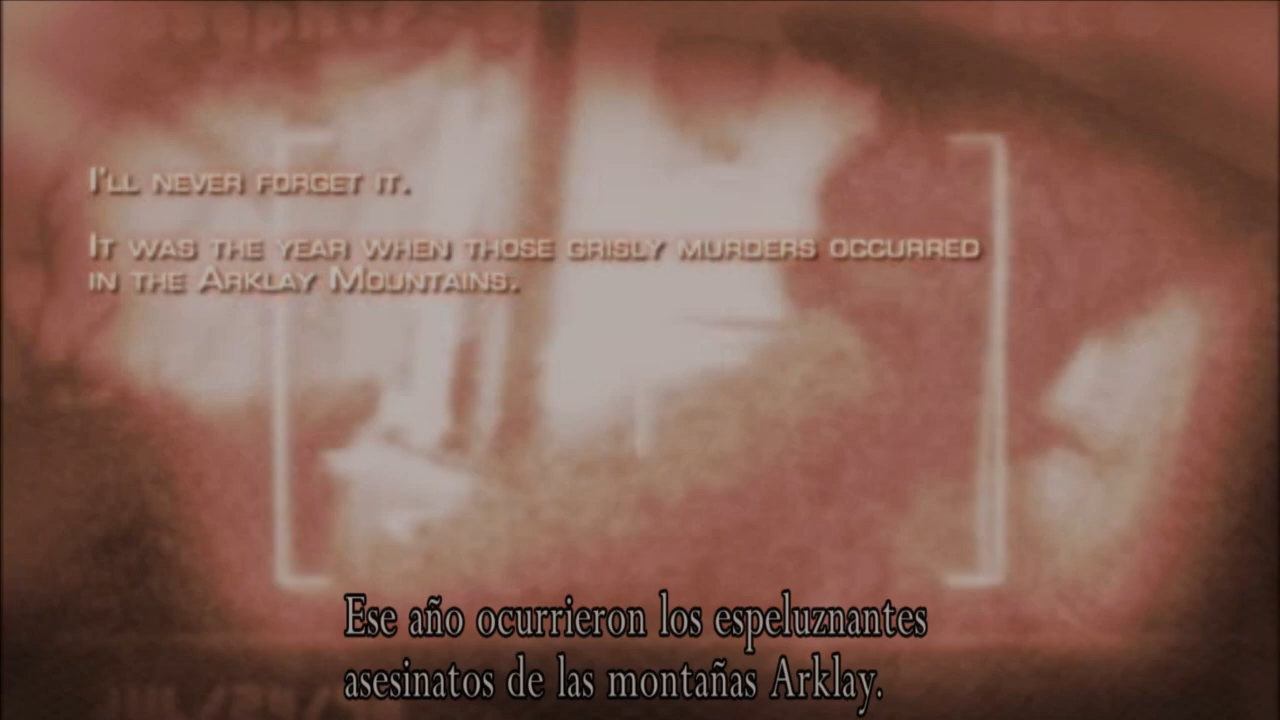 I'll never forget it.
It was the year when those grisly murders occurred
in the Arklay Mountains.
Ese año ocurrieron los espeluznantes
asesinatos de las montañas Arklay.